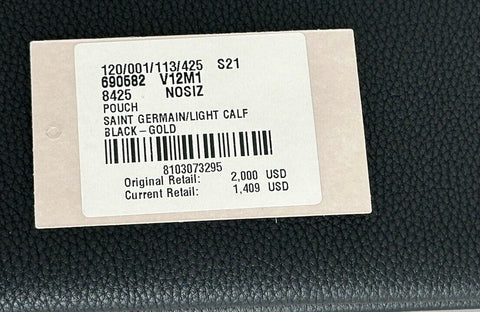 120/001/113/425 S21
690582 V12M1
8425 NOSIZ
POUCH
SAINT GERMAIN/LIGHT CALF
BLACK-GOLD
8103073295
Original Retail: 2,000 USD
Current Retail: 1,409 USD